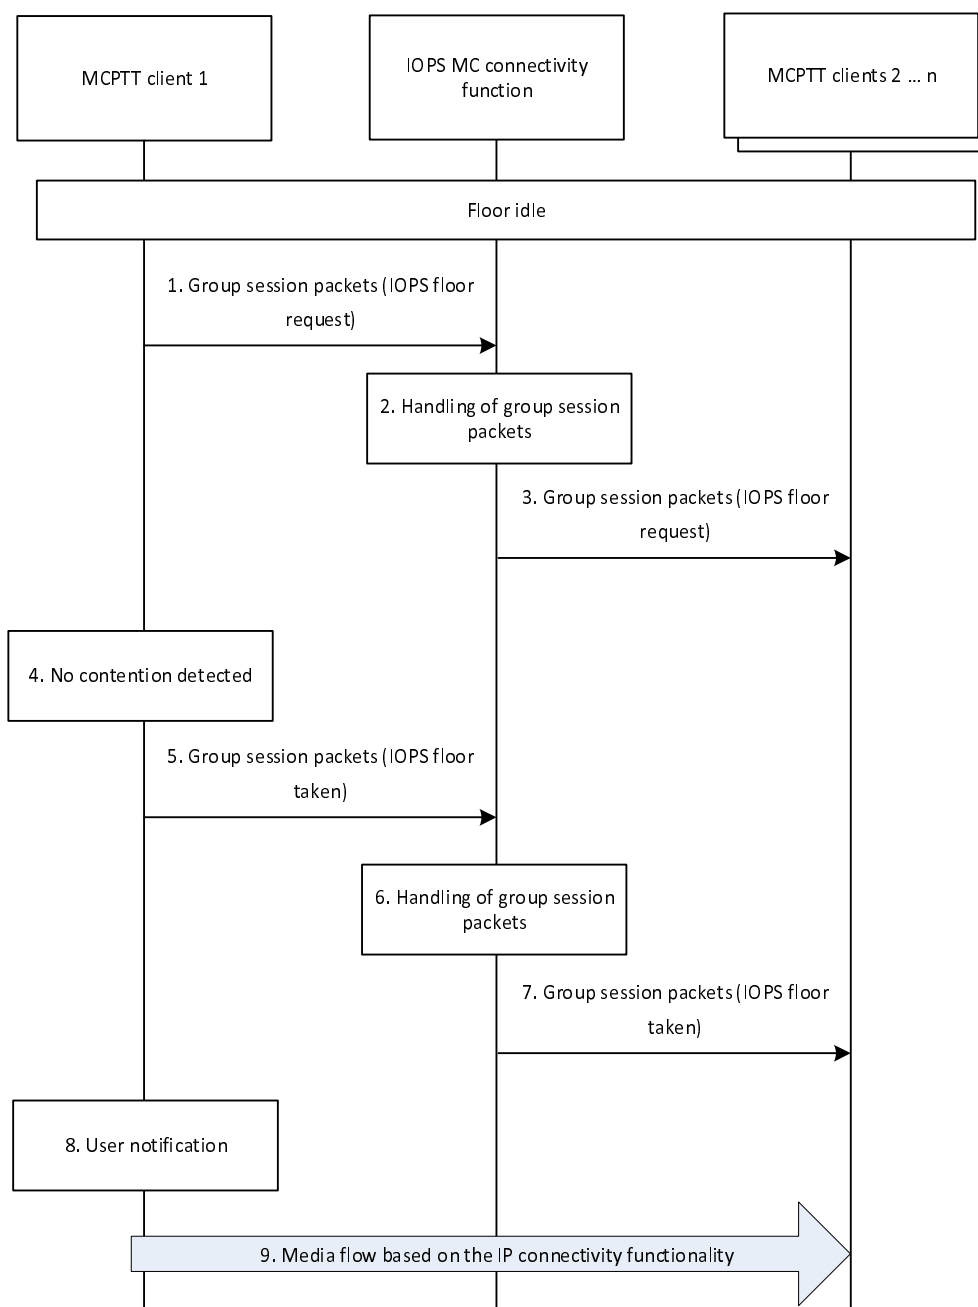 MCPTT client 1
IOPS MC connectivity
function
MCPTT clients 2 ... n
Floor idle
1. Group session packets (IOPS floor
request)
2. Handling of group session
packets
3. Group session packets (IOPS floor
request)
4. No contention detected
5. Group session packets (IOPS floor
taken)
6. Handling of group session
packets
7. Group session packets (IOPS floor
taken)
8. User notification
9. Media flow based on the IP connectivity functionality